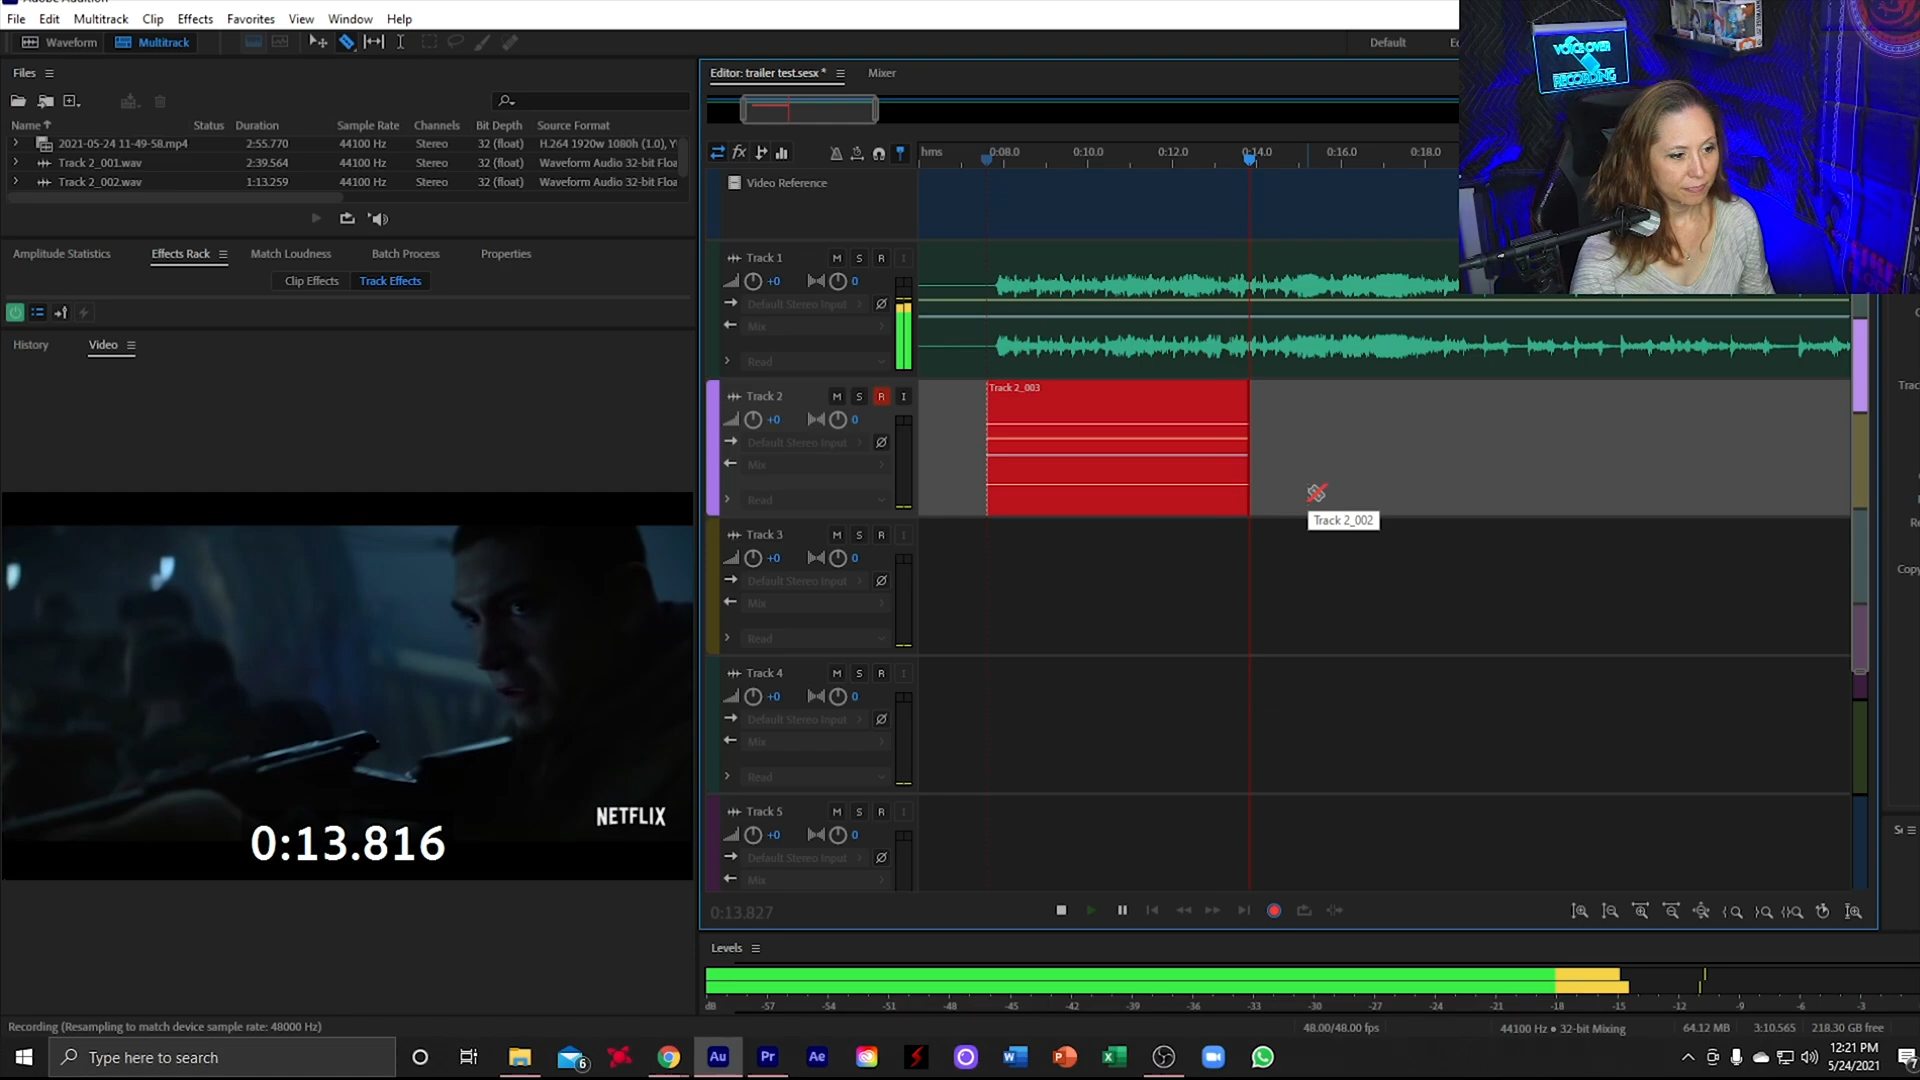 File Edit Multitrack Clip Effects Favorites View Window Help
Waveform Multitrack Default
VOICE OVER
RECORDING
Files
Editor: trailer test.sesx * Mixer
Name Status Duration Sample Rate Channels Bit Depth Source Format
2021-05-24 11-49-58.mp4 2:55.770 44100 Hz Stereo 32 (float) H.264 1920w 1080h (1.0), Y
Track 2_001.wav 2:39.564 44100 Hz Stereo 32 (float) Waveform Audio 32-bit Floa
Track 2_002.wav 1:13.259 44100 Hz Stereo 32 (float) Waveform Audio 32-bit Floa
hms 0:08.0 0:10.0 0:12.0 0:14.0 0:16.0 0:18.0
Video Reference
Amplitude Statistics Effects Rack Match Loudness Batch Process Properties
Clip Effects Track Effects
History Video
Track 1 M S R I
+0 0
Default Stereo Input
Mix
Read
Track 2 M S R I
+0 0
Default Stereo Input
Mix
Read
Track 2_003
Track 2_002
Track 3 M S R I
+0 0
Default Stereo Input
Mix
Read
Track 4 M S R I
+0 0
Default Stereo Input
Mix
Read
Track 5 M S R I
+0 0
Default Stereo Input
Mix
NETFLIX
0:13.816
0:13.827
Levels
dB -57 -54 -51 -48 -45 -42 -39 -36 -33 -30 -27 -24 -21 -18 -15 -12 -9 -6 -3
Recording (Resampling to match device sample rate: 48000 Hz) 48.00/48.00 fps 44100 Hz • 32-bit Mixing 64.12 MB 3:10.565 218.30 GB free
Type here to search
6
Au Pr Ae
12:21 PM
5/24/2021
7